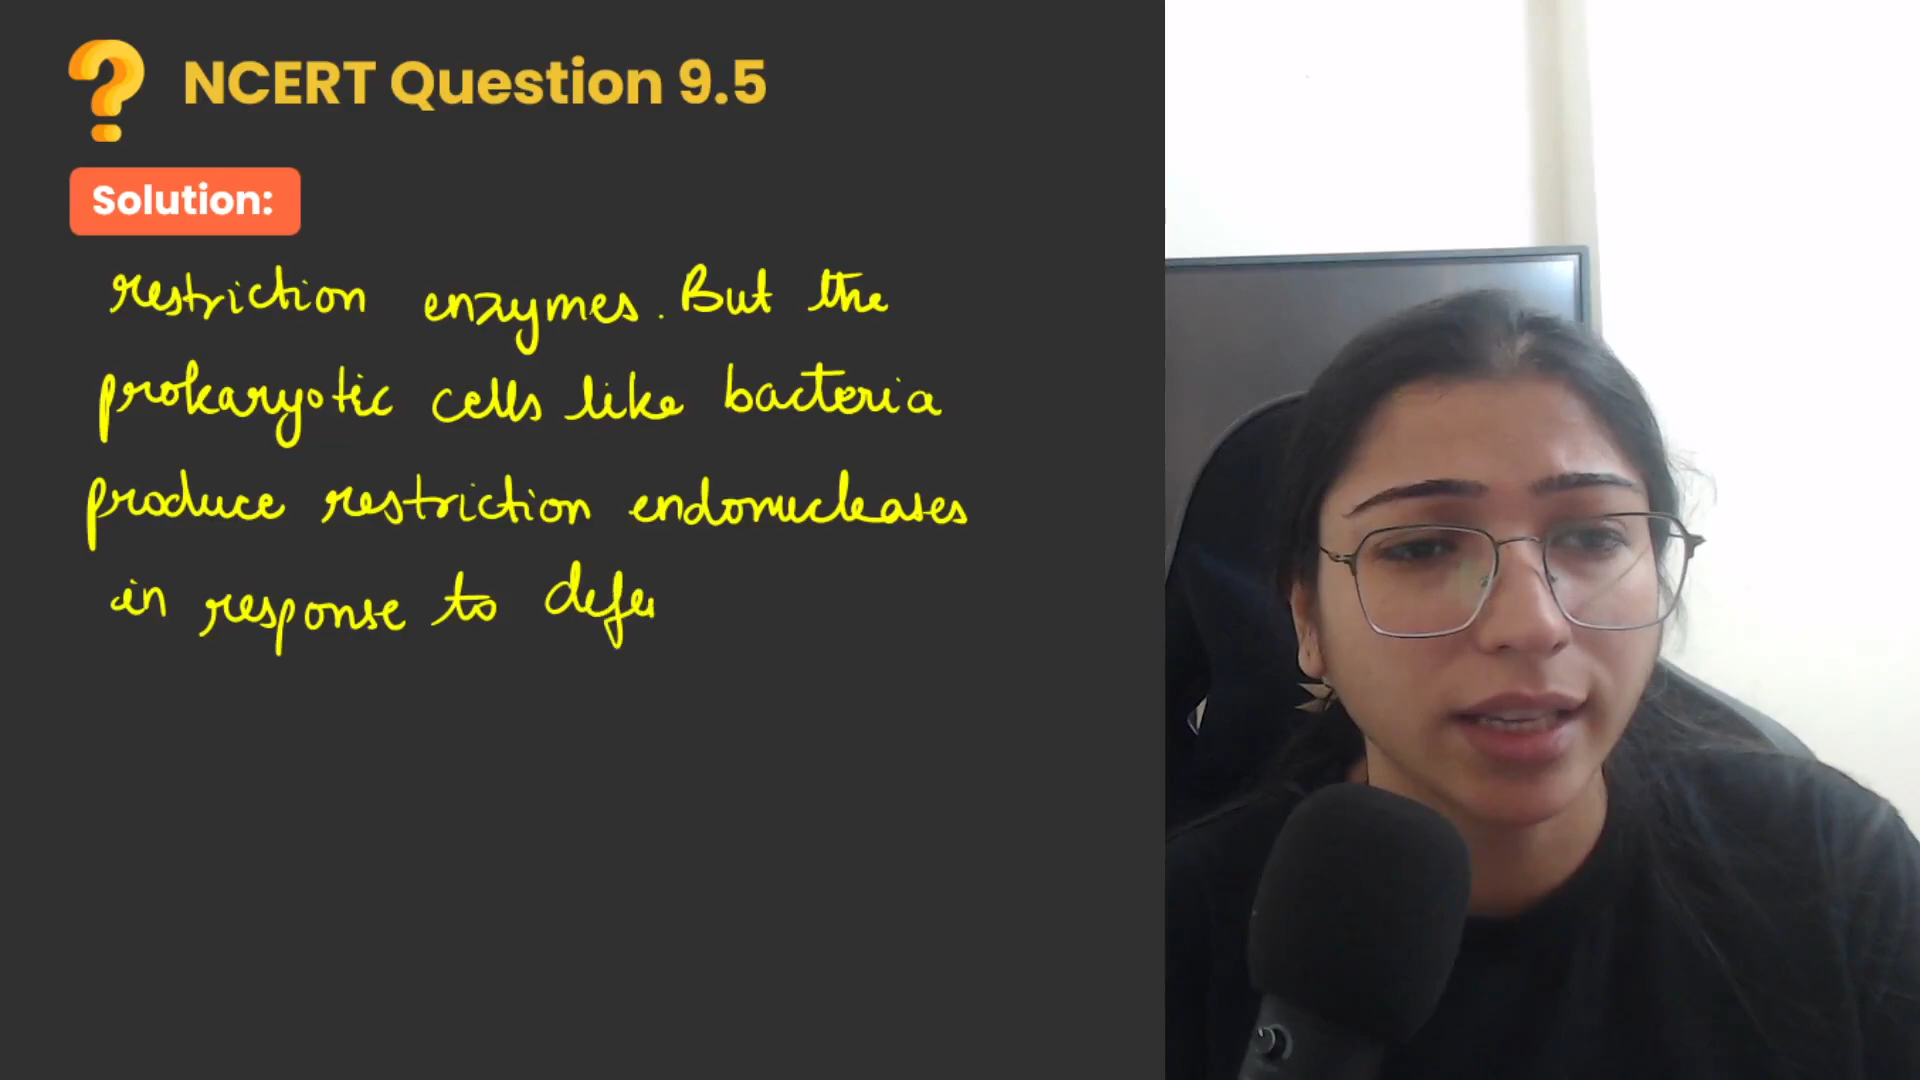 NCERT Question 9.5
Solution:
restriction enzymes. But the
prokaryotic cells like bacteria
produce restriction endonucleases
in response to defe